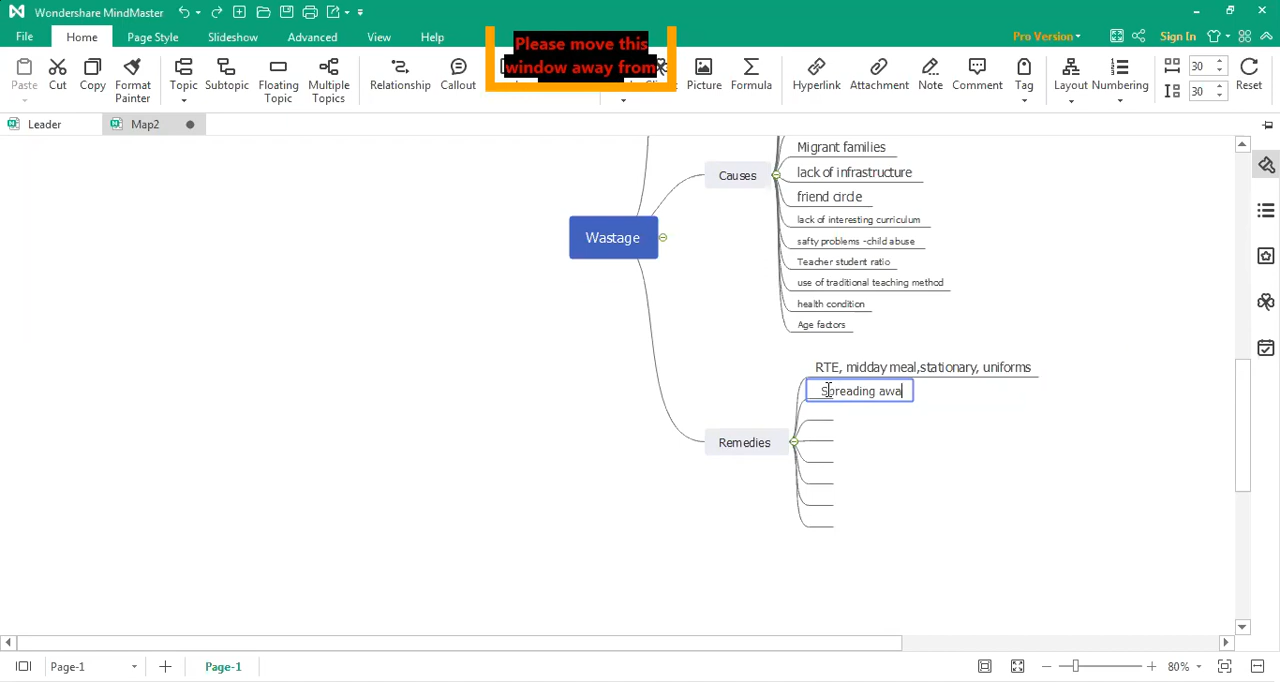 Wondershare MindMaster
File Home Page Style Slideshow Advanced View Help Pro Version Sign In
Please move this
window away from
Paste Cut Copy Format Painter Topic Subtopic Floating Topic Multiple Topics Relationship Callout Picture Formula Hyperlink Attachment Note Comment Tag Layout Numbering 30 30 Reset
Leader Map2
Migrant families
Causes
lack of infrastructure
friend circle
lack of interesting curriculum
Wastage
safty problems -child abuse
Teacher student ratio
use of traditional teaching method
health condition
Age factors
RTE, midday meal,stationary, uniforms
Spreading awa
Remedies
Page-1 Page-1 80%